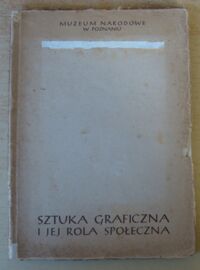 MUZEUM NARODOWE
W POZNANIU
SZTUKA GRAFICZNA
I JEJ ROLA SPOŁECZNA